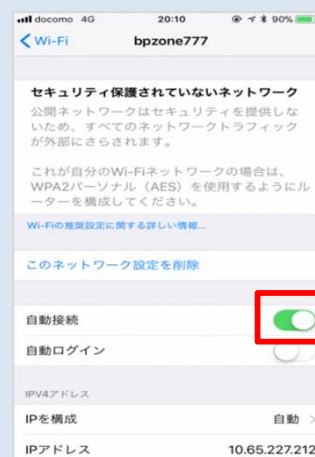 docomo 4G 20:10 90%
Wi-Fi bpzone777
セキュリティ保護されていないネットワーク
公開ネットワークはセキュリティを提供しな
いため、すべてのネットワークトラフィック
が外部にさらされます。
これが自分のWi-Fiネットワークの場合は、
WPA2パーソナル（AES）を使用するようにル
ーターを構成してください。
Wi-Fiの推奨設定に関する詳しい情報...
このネットワーク設定を削除
自動接続
自動ログイン
IPV4アドレス
IPを構成 自動
IPアドレス 10.65.227.212